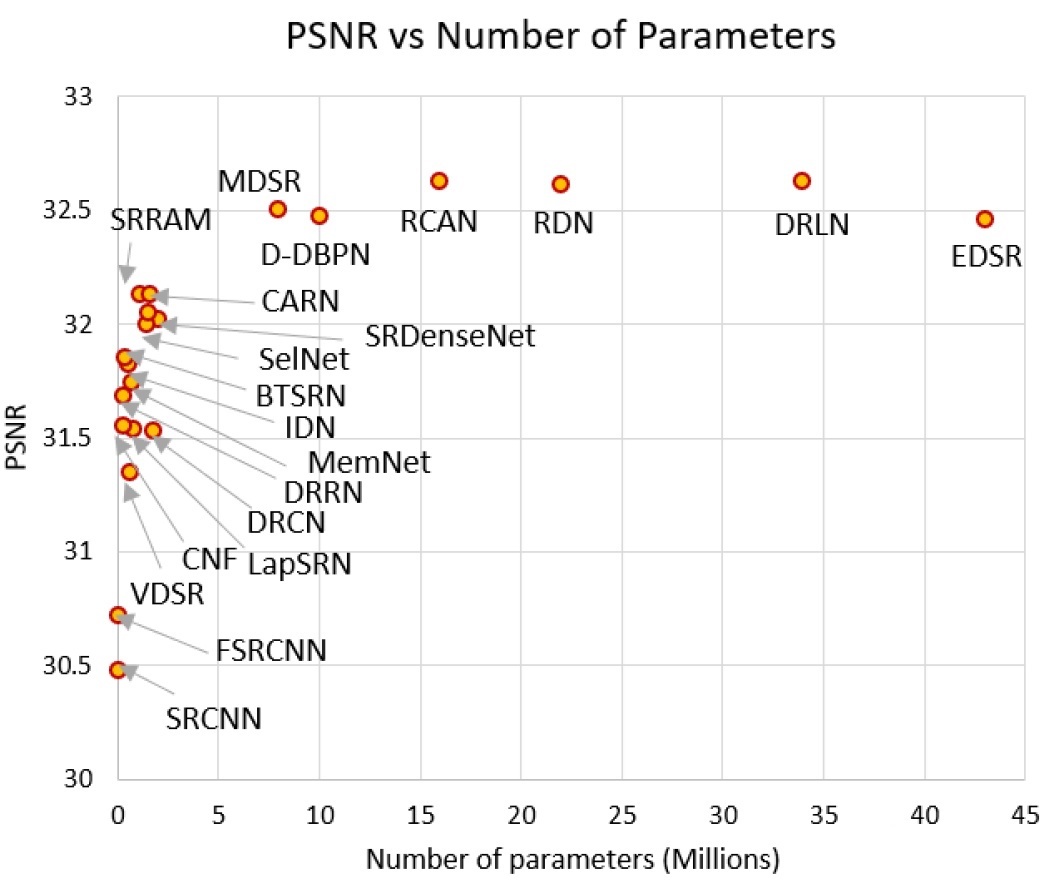 PSNR vs Number of Parameters
33
32.5
32
31.5
31
30.5
30
PSNR
MDSR
SRRAM
RCAN
RDN
DRLN
D-DBPN
EDSR
CARN
SRDenseNet
SelNet
BTSRN
IDN
MemNet
DRRN
DRCN
CNF
LapSRN
VDSR
FSRCNN
SRCNN
0 5 10 15 20 25 30 35 40 45
Number of parameters (Millions)